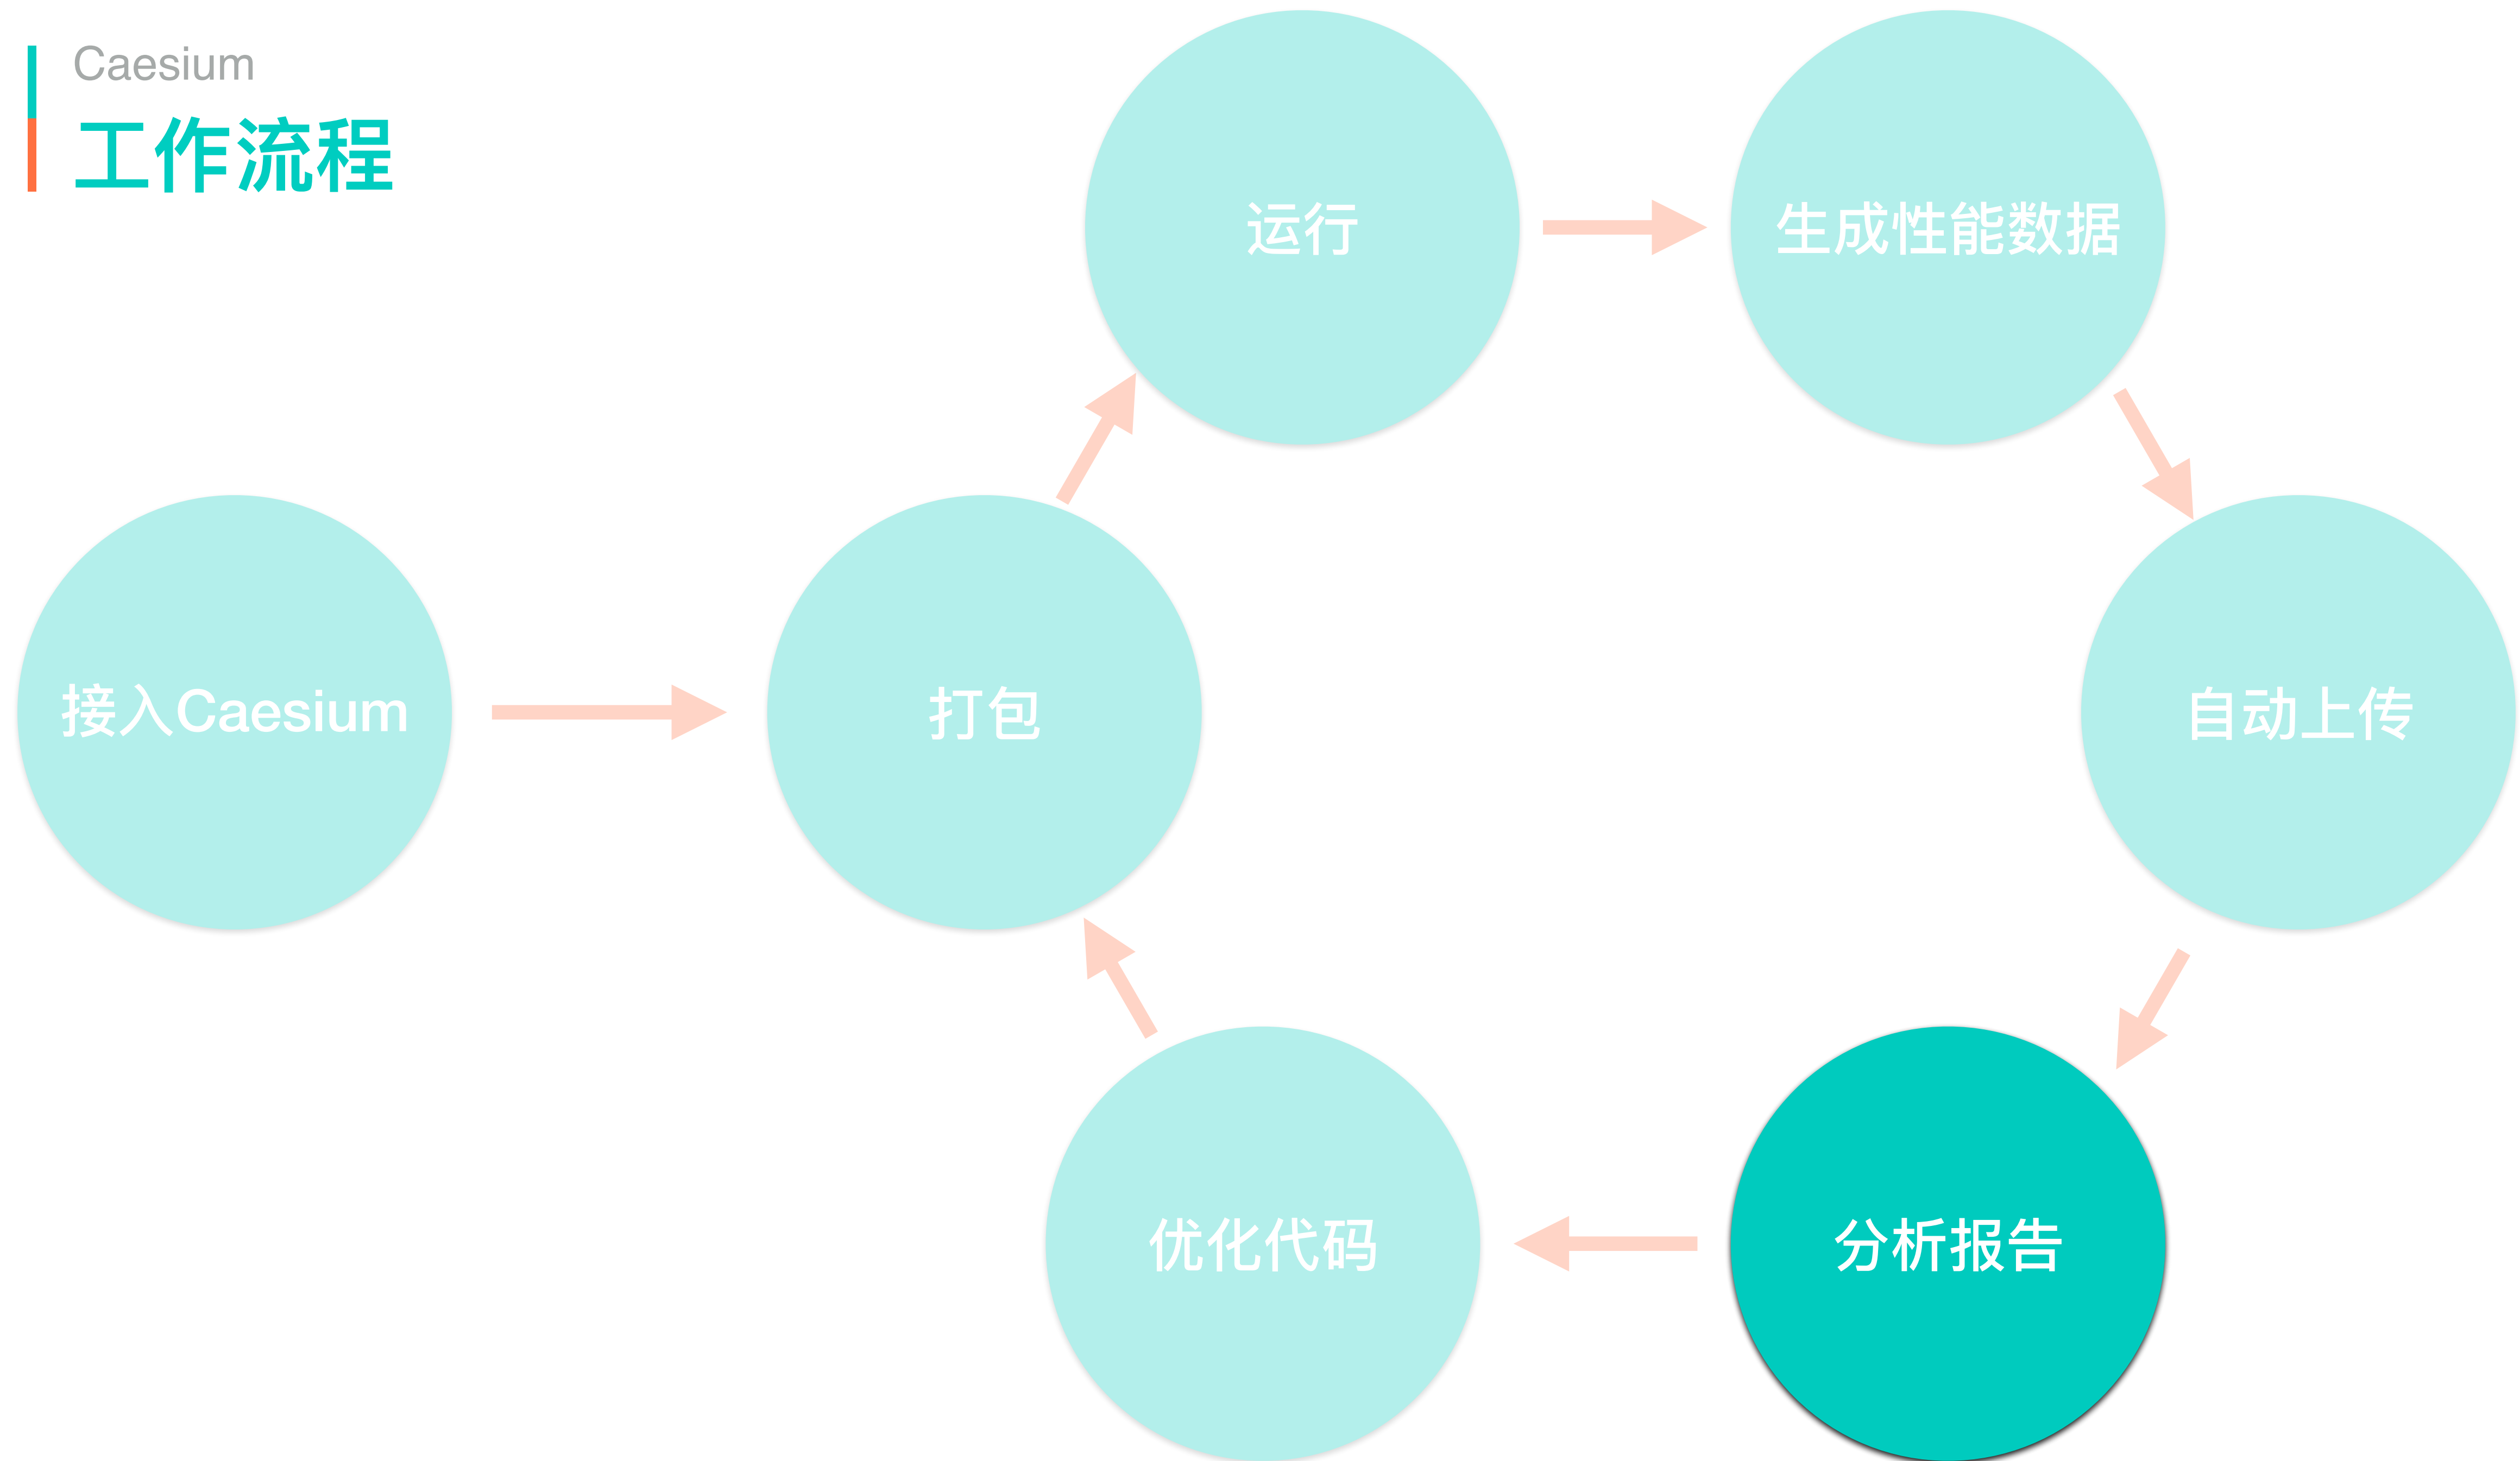 Caesium
工作流程
运行
生成性能数据
接入Caesium
打包
自动上传
优化代码
分析报告